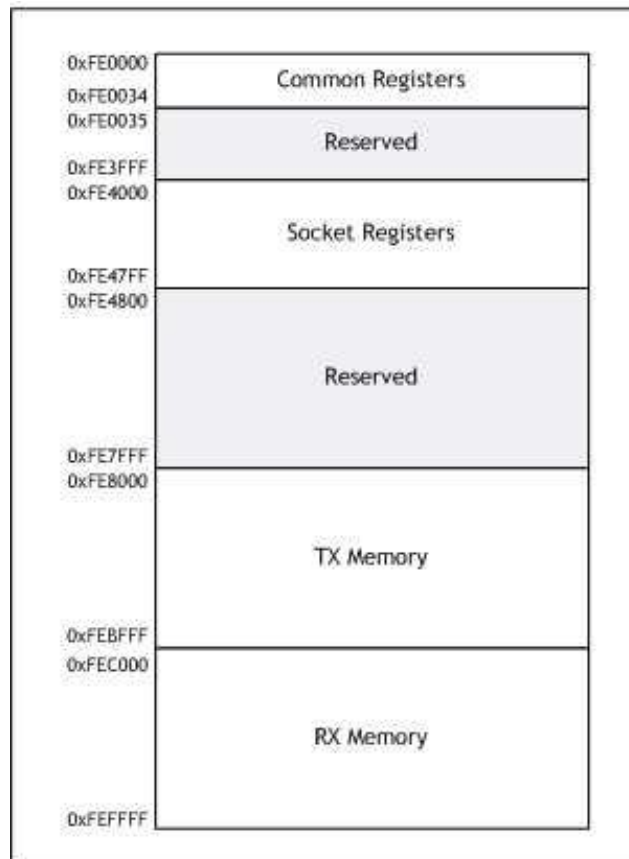 0xFE0000
Common Registers
0xFE0034
0xFE0035
Reserved
0xFE3FFF
0xFE4000
Socket Registers
0xFE47FF
0xFE4800
Reserved
0xFE7FFF
0xFE8000
TX Memory
0xFEBFFF
0xFEC000
RX Memory
0xFEFFFF